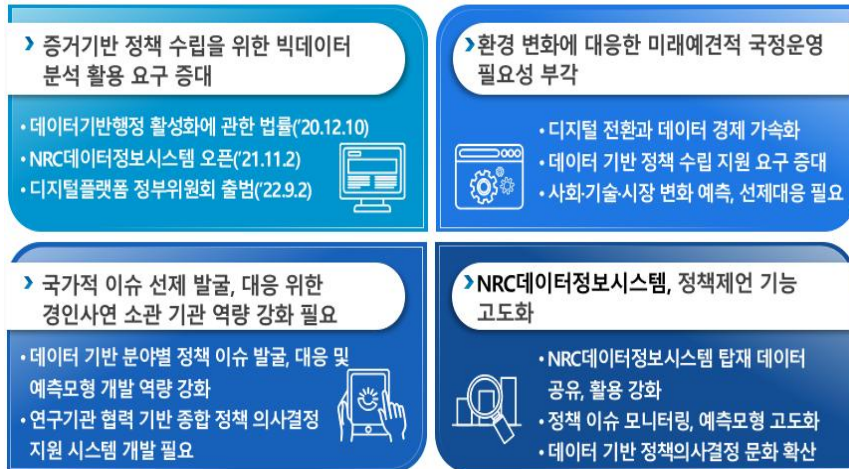 › 증거기반 정책 수립을 위한 빅데이터
분석 활용 요구 증대
• 데이터기반행정 활성화에 관한 법률('20.12.10)
• NRC데이터정보시스템 오픈('21.11.2)
• 디지털플랫폼 정부위원회 출범('22.9.2)
›환경 변화에 대응한 미래예견적 국정운영
필요성 부각
• 디지털 전환과 데이터 경제 가속화
• 데이터 기반 정책 수립 지원 요구 증대
• 사회·기술·시장 변화 예측, 선제대응 필요
› 국가적 이슈 선제 발굴, 대응 위한
경인사연 소관 기관 역량 강화 필요
• 데이터 기반 분야별 정책 이슈 발굴, 대응 및
예측모형 개발 역량 강화
• 연구기관 협력 기반 종합 정책 의사결정
지원 시스템 개발 필요
›NRC데이터정보시스템, 정책제언 기능
고도화
• NRC데이터정보시스템 탑재 데이터
공유, 활용 강화
• 정책 이슈 모니터링, 예측모형 고도화
• 데이터 기반 정책의사결정 문화 확산